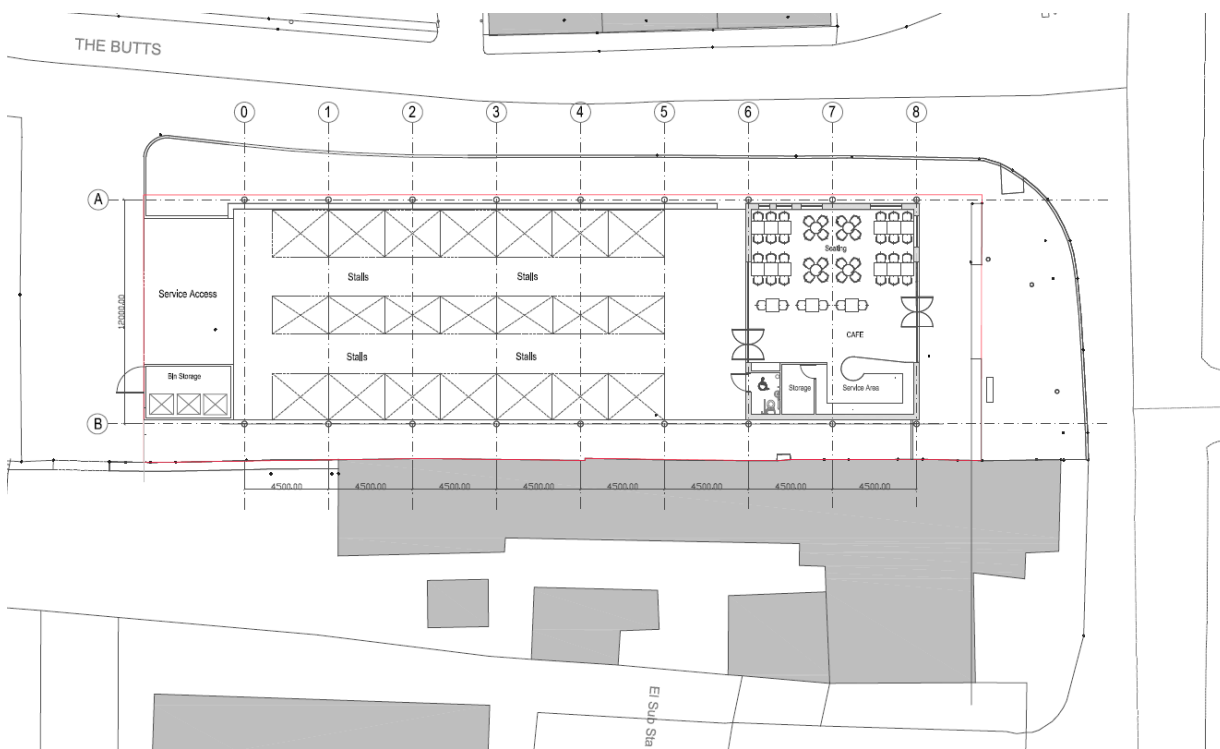 THE BUTTS
0 1 2 3 4 5 6 7 8
A
Seating
Stalls Stalls
Service Access
12000.00
CAFE
Stalls Stalls
Bin Storage
Storage Service Area
B
4500.00 4500.00 4500.00 4500.00 4500.00 4500.00 4500.00 4500.00
El Sub Sta